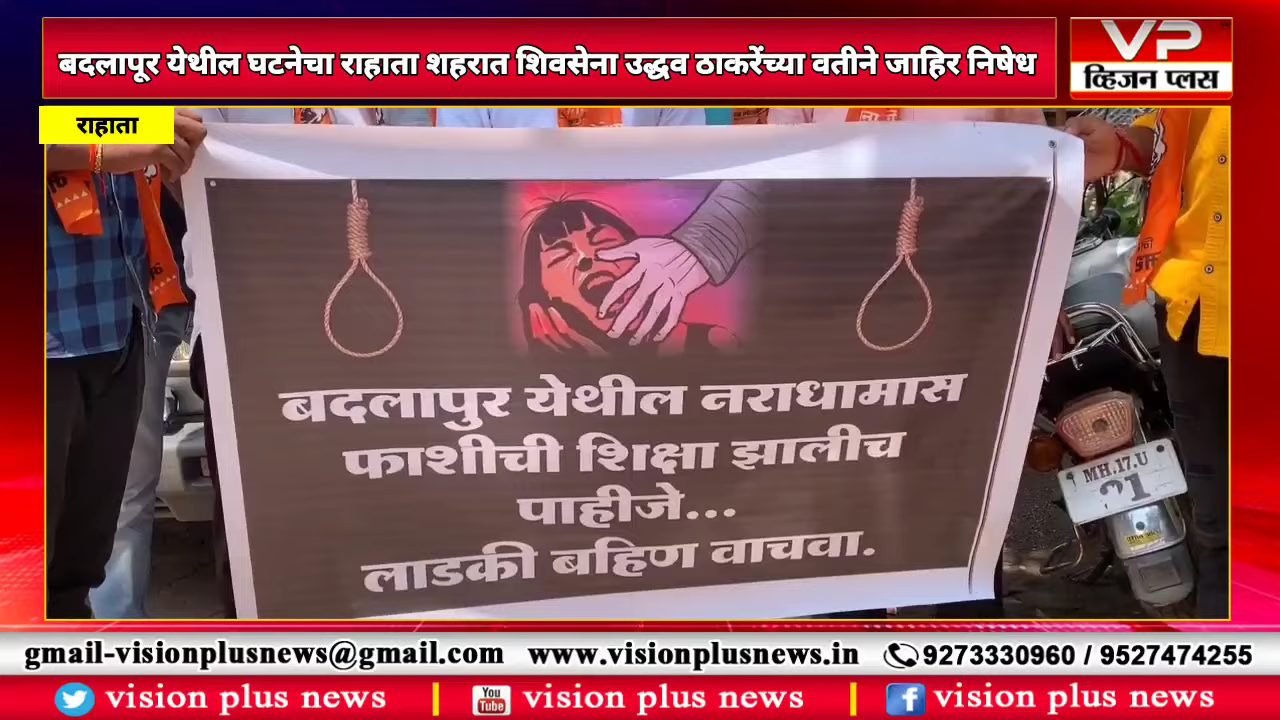 बदलापूर येथील घटनेचा राहाता शहरात शिवसेना उद्धव ठाकरेंच्या वतीने जाहिर निषेध
VP
व्हिजन प्लस
राहाता
बदलापुर येथील नराधामास
फाशीची शिक्षा झालीच
पाहीजे...
लाडकी बहिण वाचवा.
MH.17.U
21
gmail-visionplusnews@gmail.com www.visionplusnews.in 9273330960 / 9527474255
vision plus news | You Tube vision plus news | f vision plus news